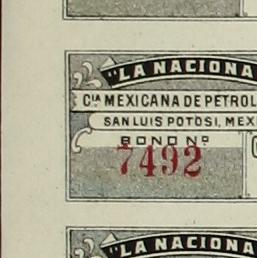 "LA NACIONA
CIA MEXICANA DE PETROL
SAN LUIS POTOSI, MEX
BONO NO
7492
"LA NACIONA